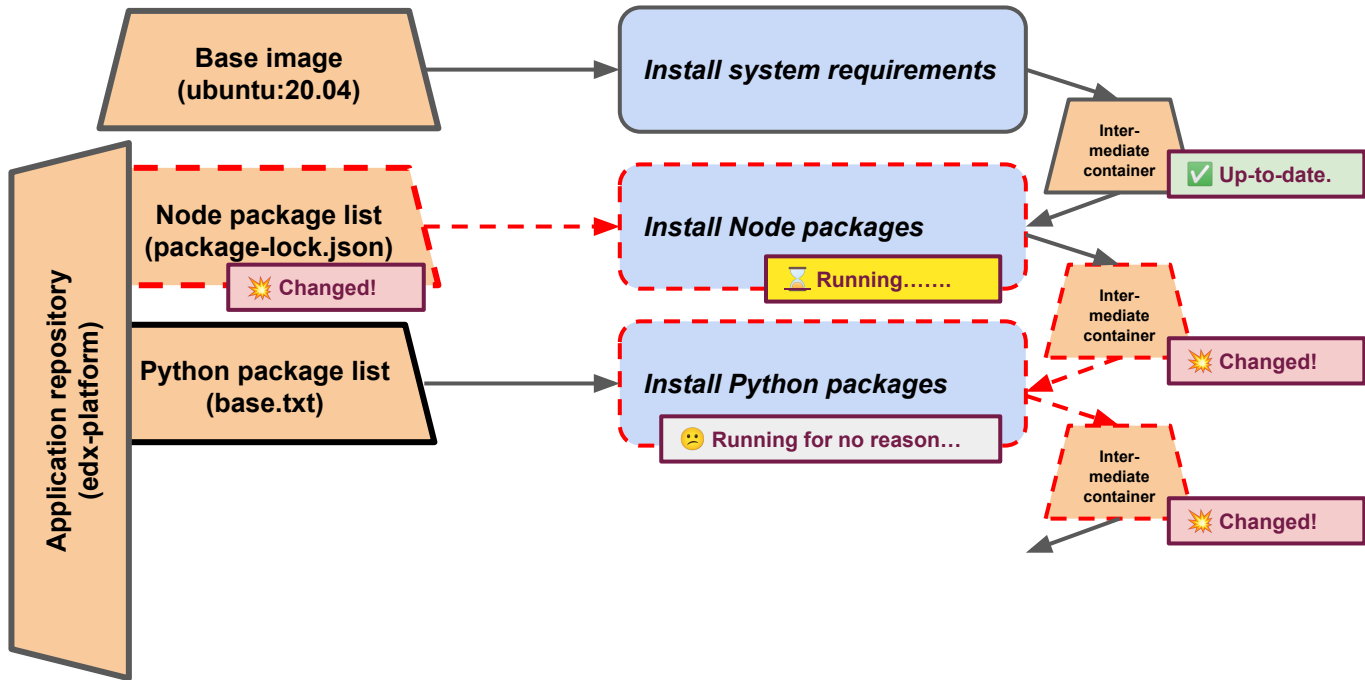 Base image
(ubuntu:20.04)
Install system requirements
Inter-
mediate
container
✅ Up-to-date.
Application repository
(edx-platform)
Node package list
(package-lock.json)
💥 Changed!
Install Node packages
⏳ Running.......
Inter-
mediate
container
💥 Changed!
Python package list
(base.txt)
Install Python packages
😕 Running for no reason…
Inter-
mediate
container
💥 Changed!